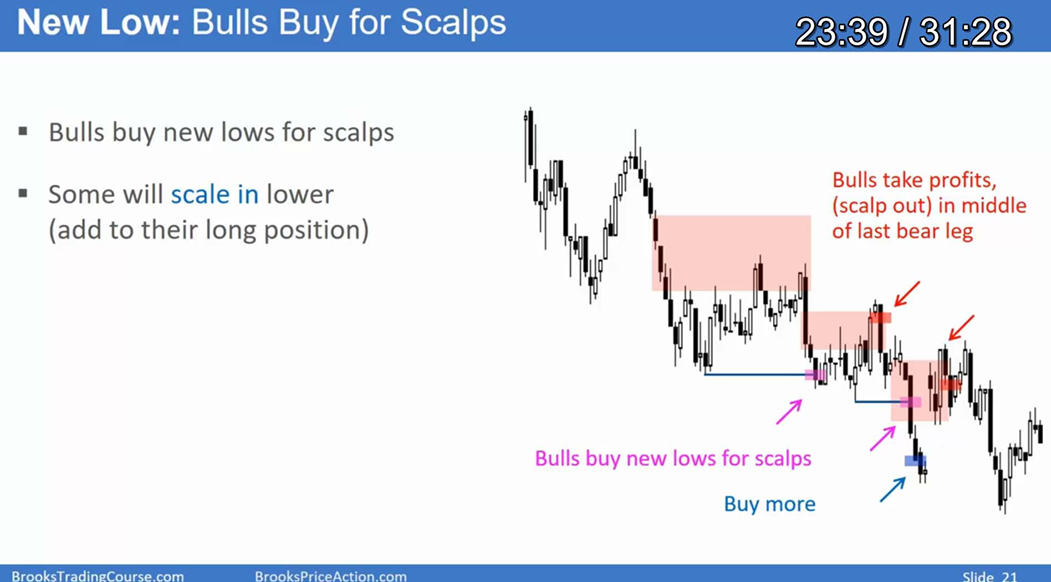 New Low: Bulls Buy for Scalps
23:39 / 31:28
▪ Bulls buy new lows for scalps
▪ Some will scale in lower
(add to their long position)
Bulls take profits,
(scalp out) in middle
of last bear leg
Bulls buy new lows for scalps
Buy more
BrooksTradingCourse.com
BrooksPriceAction.com
Slide 21